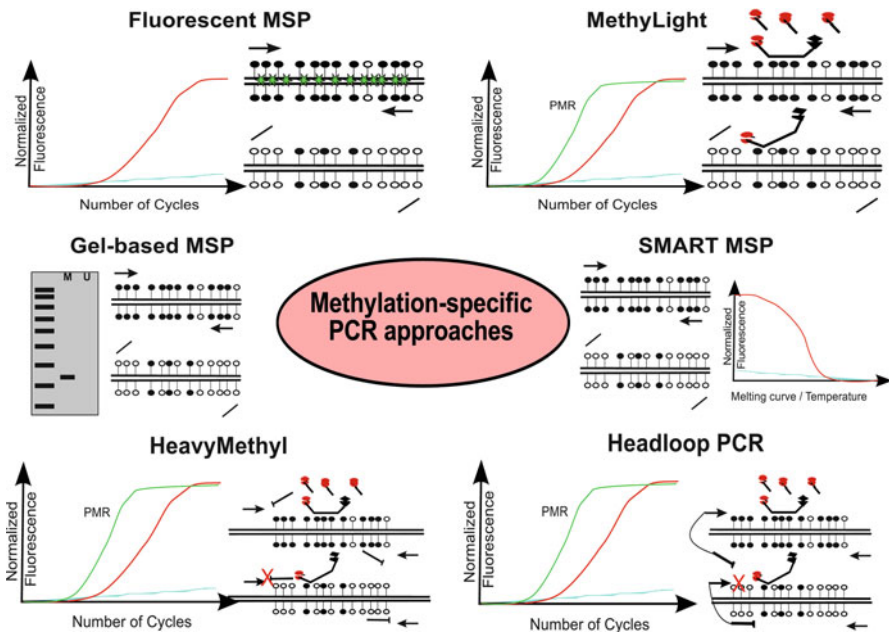 Fluorescent MSP
Normalized
Fluorescence
Number of Cycles
MethyLight
Normalized
Fluorescence
PMR
Number of Cycles
Gel-based MSP
M U
Methylation-specific
PCR approaches
SMART MSP
Normalized
Fluorescence
Melting curve / Temperature
HeavyMethyl
Normalized
Fluorescence
PMR
Number of Cycles
Headloop PCR
Normalized
Fluorescence
PMR
Number of Cycles